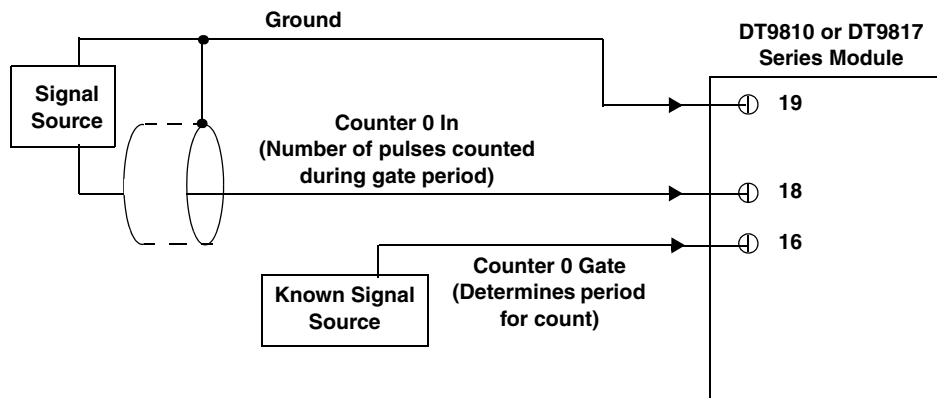 Ground
DT9810 or DT9817
Series Module
Signal
Source
19
Counter 0 In
(Number of pulses counted
during gate period)
18
16
Counter 0 Gate
(Determines period
for count)
Known Signal
Source